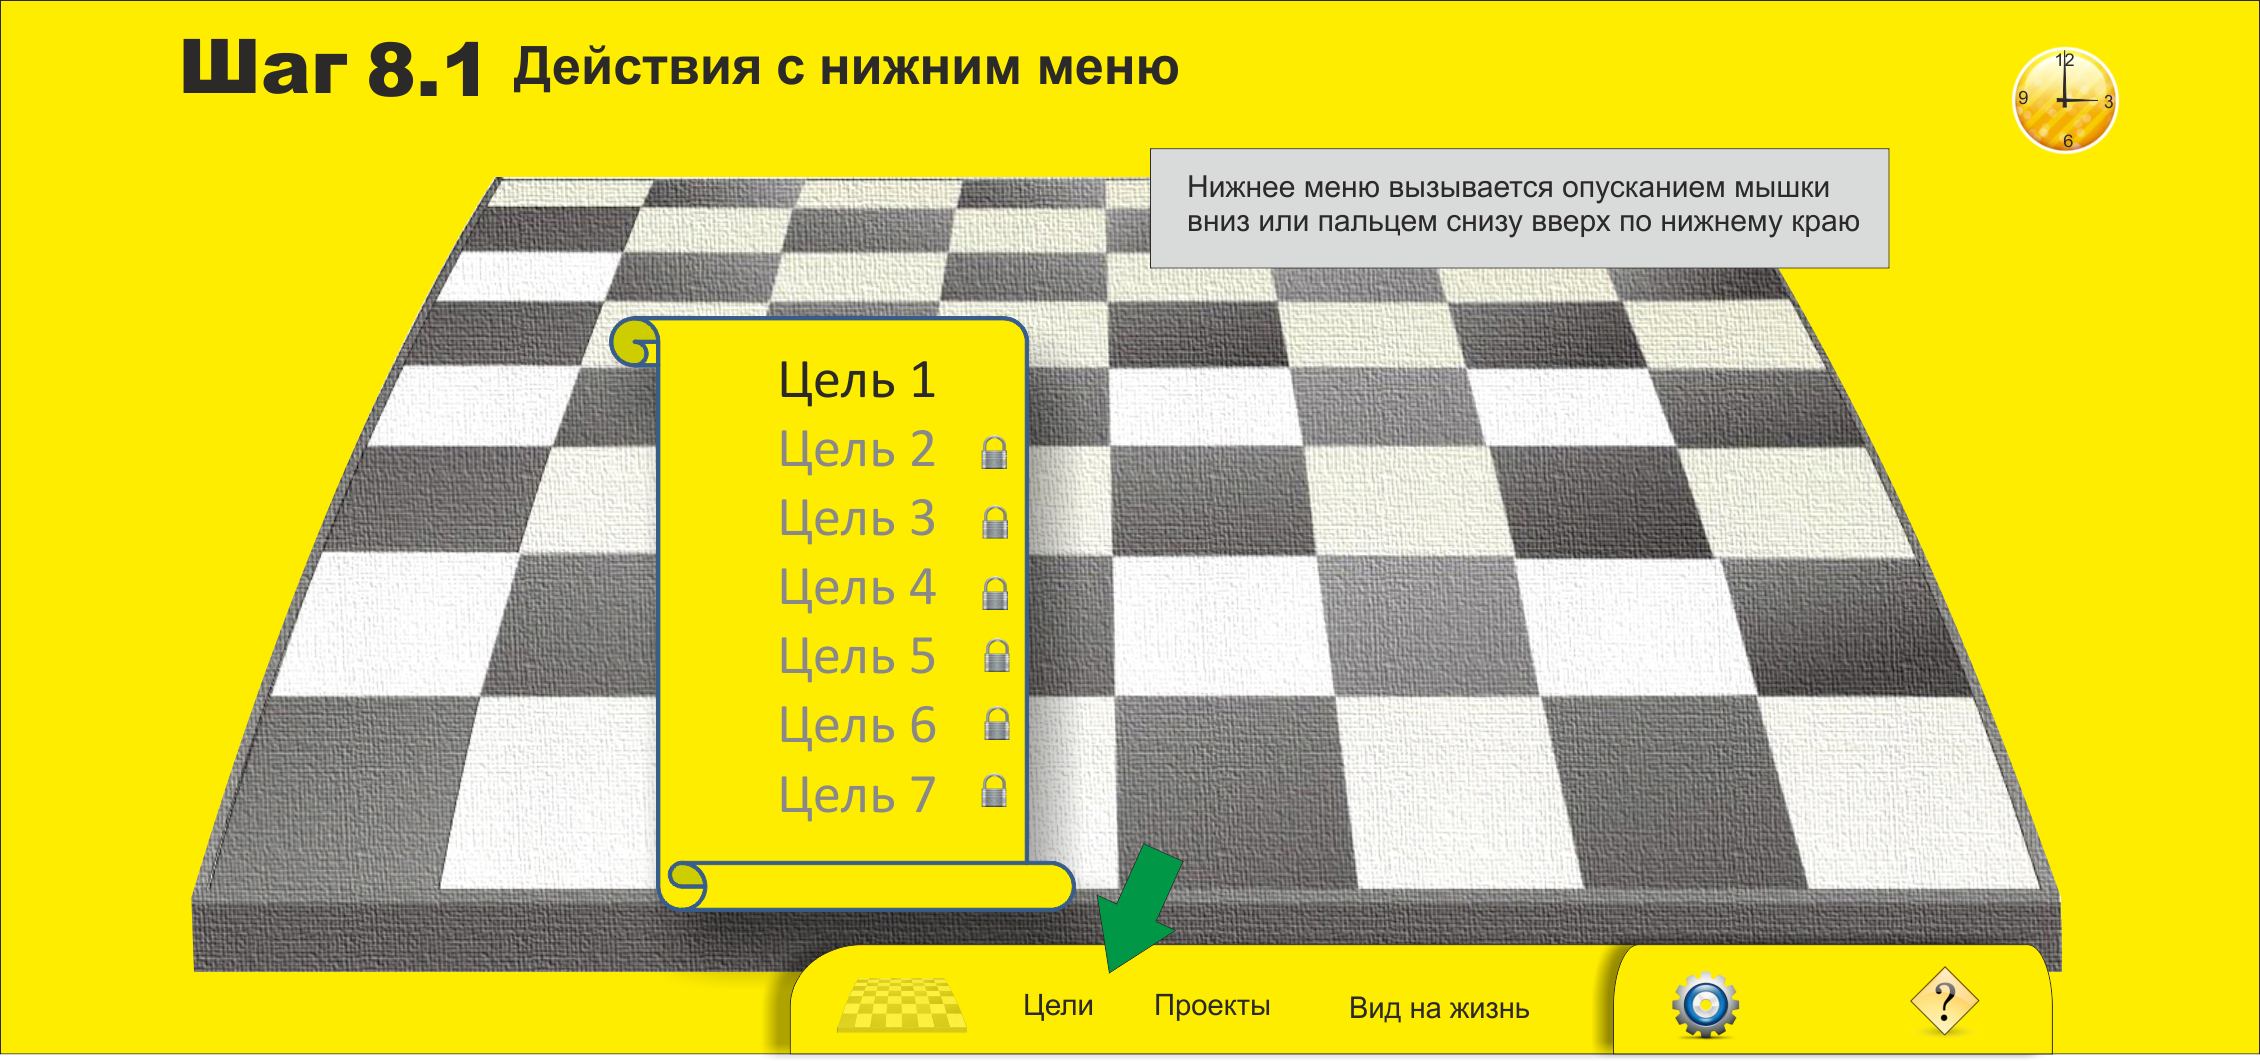 Шаг 8.1 Действия с нижним меню
12
9
3
6
Нижнее меню вызывается опусканием мышки
вниз или пальцем снизу вверх по нижнему краю
Цель 1
Цель 2
Цель 3
Цель 4
Цель 5
Цель 6
Цель 7
Цели Проекты Вид на жизнь ?